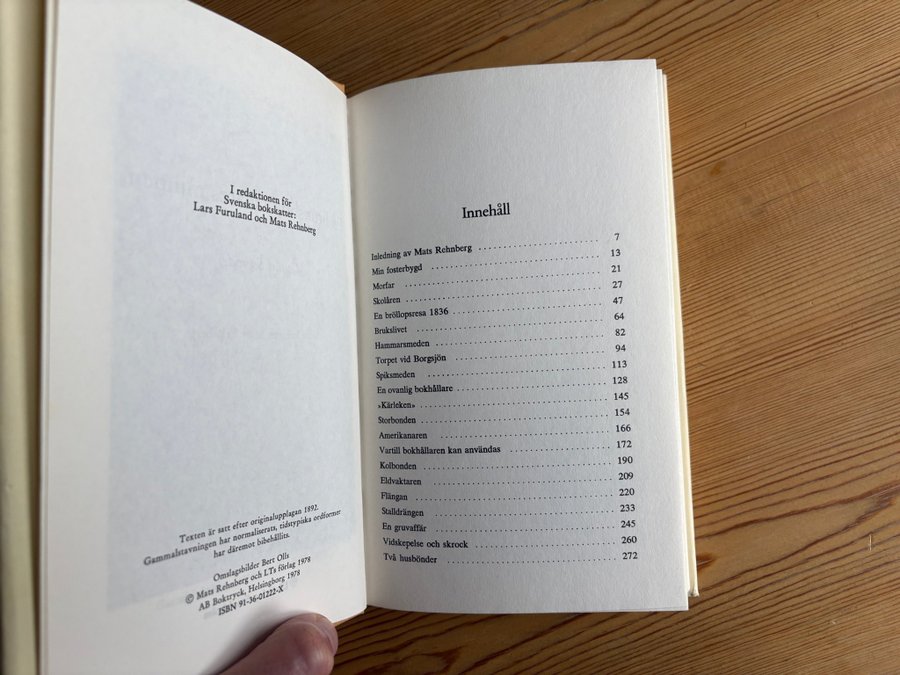 I redaktionen för
Svenska bokskatter:
Lars Furuland och Mats Rehnberg
Texten är satt efter originalupplagan 1892.
Gammalstavningen har normaliserats, tidstypiska ordformer
har däremot bibehållits.
Omslagsbilder Bert Olls
© Mats Rehnberg och LTs förlag 1978
AB Boktryck, Helsingborg 1978
ISBN 91-36-01222-X
Innehåll
Inledning av Mats Rehnberg 7
Min fosterbygd 13
Morfar 21
Skolåren 27
En bröllopsresa 1836 47
Brukslivet 64
Hammarsmeden 82
Torpet vid Borgsjön 94
Spiksmeden 113
En ovanlig bokhållare 128
»Kärleken» 145
Storbonden 154
Amerikanaren 166
Vartill bokhållaren kan användas 172
Kolbonden 190
Eldvaktaren 209
Flängan 220
Stalldrängen 233
En gruvaffär 245
Vidskepelse och skrock 260
Två husbönder 272